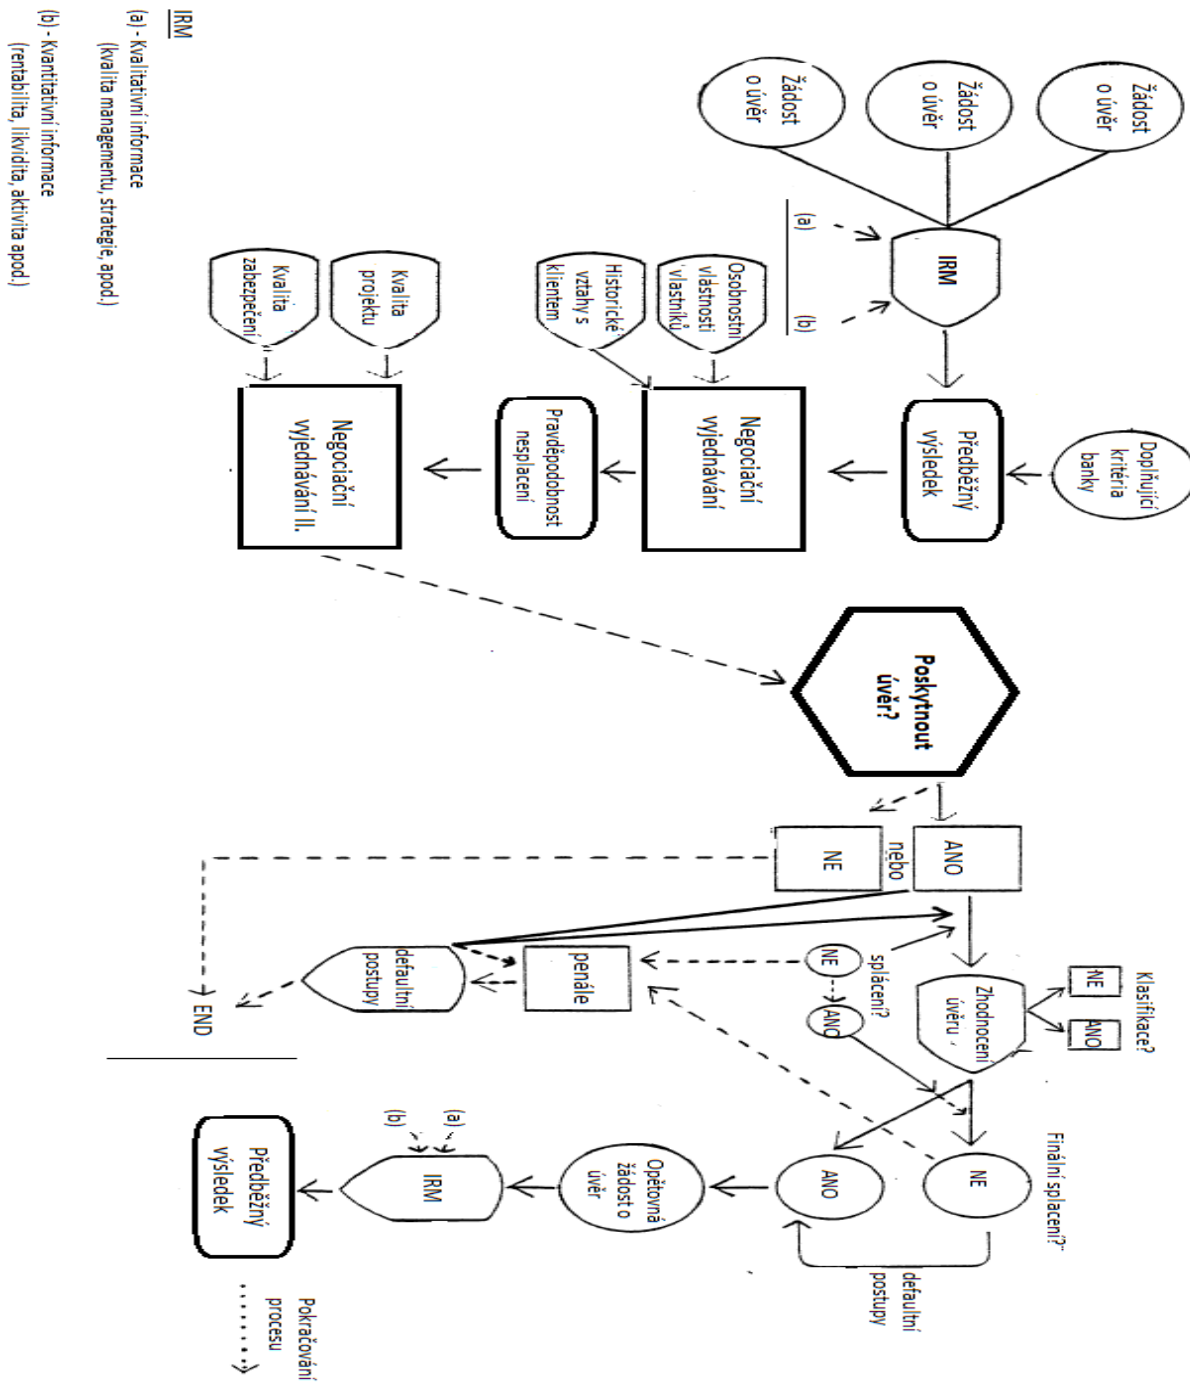 Žádost
o úvěr
Žádost
o úvěr
Žádost
o úvěr
IRM
(a)
(b)
Doplňující
kritéria
banky
Předběžný
výsledek
Osobnostní
vlastnosti
vlastníků
Historické
vztahy s
klientem
Negociační
vyjednávání
Pravděpodobnost
nesplacení
Kvalita
projektu
Kvalita
zabezpečení
Negociační
vyjednávání II.
Poskytnout
úvěr?
ANO
nebo
NE
Klasifikace?
NE
ANO
Zhodnocení
úvěru
splácení?
NE
ANO
penále
defaultní
postupy
END
Finální splacení?"
NE
ANO
defaultní
postupy
Opětovná
žádost o
úvěr
IRM
(a)
(b)
Předběžný
výsledek
Pokračování
procesu
IRM
(a) - Kvalitativní informace
(kvalita managementu, strategie, apod.)
(b) - Kvantitativní informace
(rentabilita, likvidita, aktivita apod.)